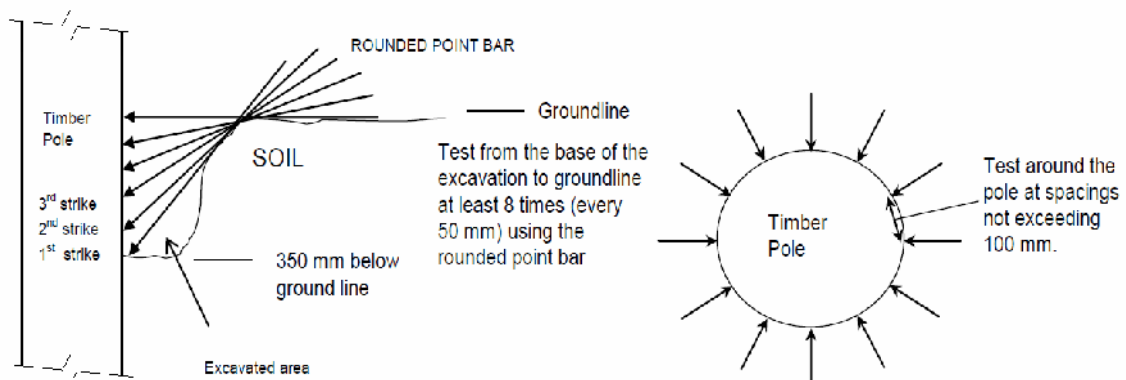 ROUNDED POINT BAR
Timber
Pole
Groundline
SOIL
Test from the base of the
excavation to groundline
at least 8 times (every
50 mm) using the
rounded point bar
3rd strike
2nd strike
1st strike
350 mm below
ground line
Excavated area
Timber
Pole
Test around the
pole at spacings
not exceeding
100 mm.